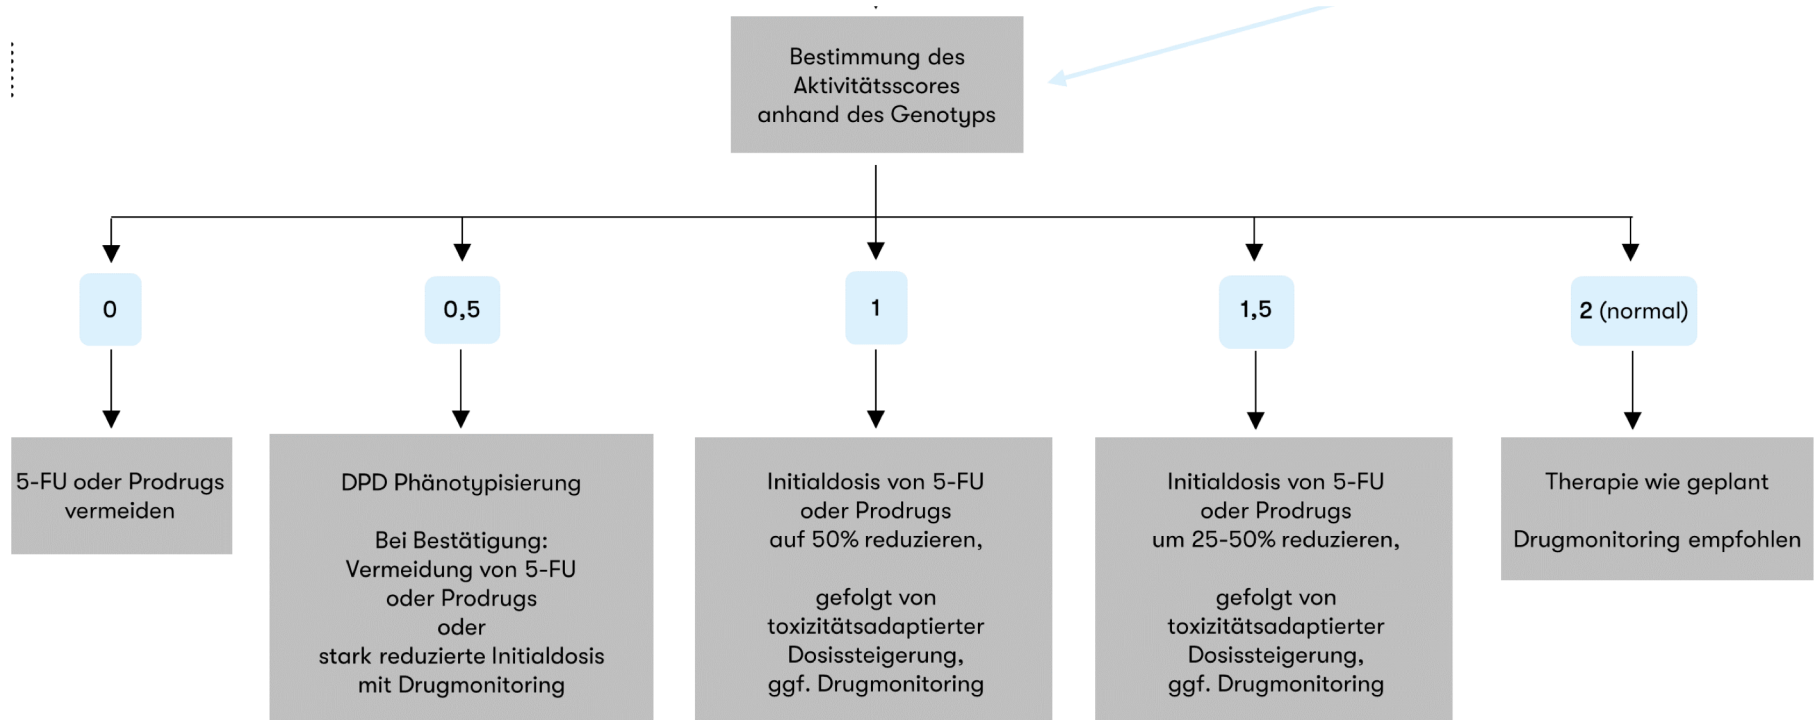 Bestimmung des
Aktivitätsscores
anhand des Genotyps
0
0,5
1
1,5
2 (normal)
5-FU oder Prodrugs
vermeiden
DPD Phänotypisierung
Bei Bestätigung:
Vermeidung von 5-FU
oder Prodrugs
oder
stark reduzierte Initialdosis
mit Drugmonitoring
Initialdosis von 5-FU
oder Prodrugs
auf 50% reduzieren,
gefolgt von
toxizitätsadaptierter
Dosissteigerung,
ggf. Drugmonitoring
Initialdosis von 5-FU
oder Prodrugs
um 25-50% reduzieren,
gefolgt von
toxizitätsadaptierter
Dosissteigerung,
ggf. Drugmonitoring
Therapie wie geplant
Drugmonitoring empfohlen